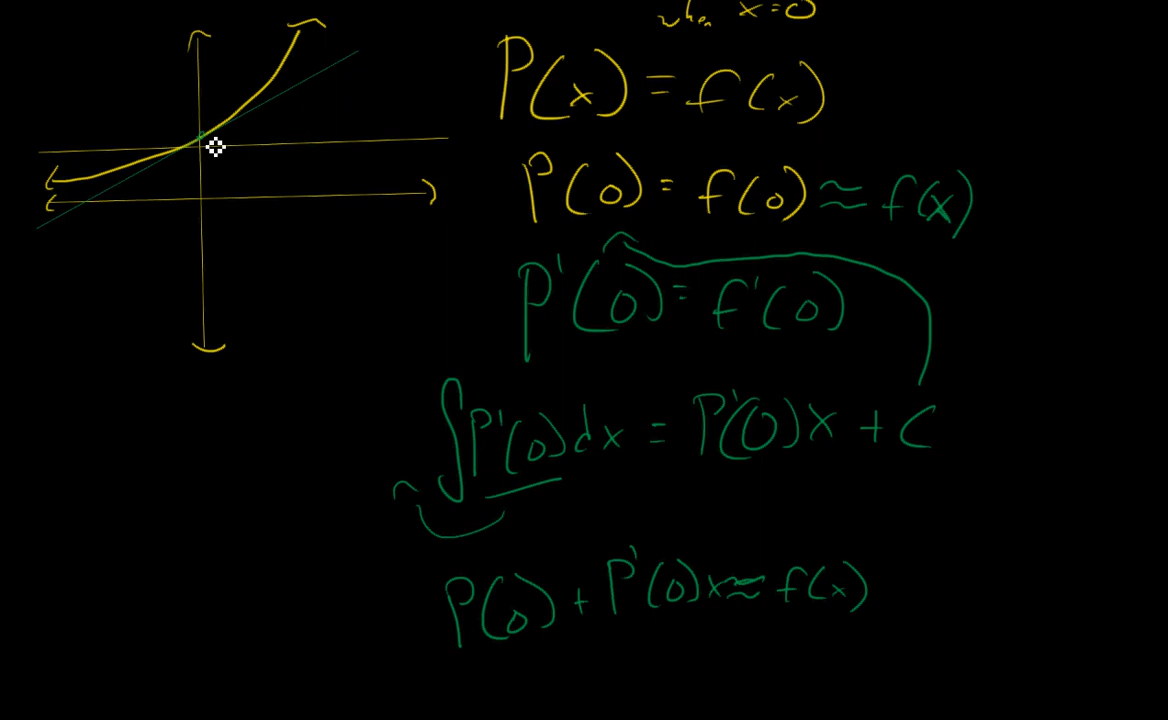 when x=0
P(x) = f(x)
P(0) = f(0) ≈ f(x)
P'(0) = f'(0)
∫P'(0)dx = P'(0)x + C
P(0) + P'(0)x ≈ f(x)